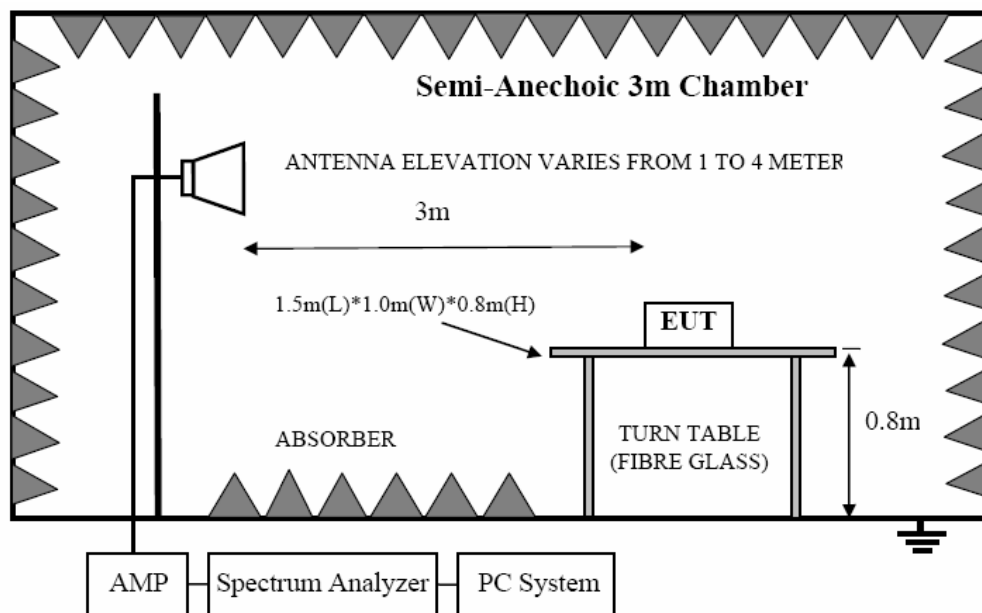 Semi-Anechoic 3m Chamber
ANTENNA ELEVATION VARIES FROM 1 TO 4 METER
3m
1.5m(L)*1.0m(W)*0.8m(H)
EUT
0.8m
ABSORBER
TURN TABLE
(FIBRE GLASS)
AMP
Spectrum Analyzer
PC System